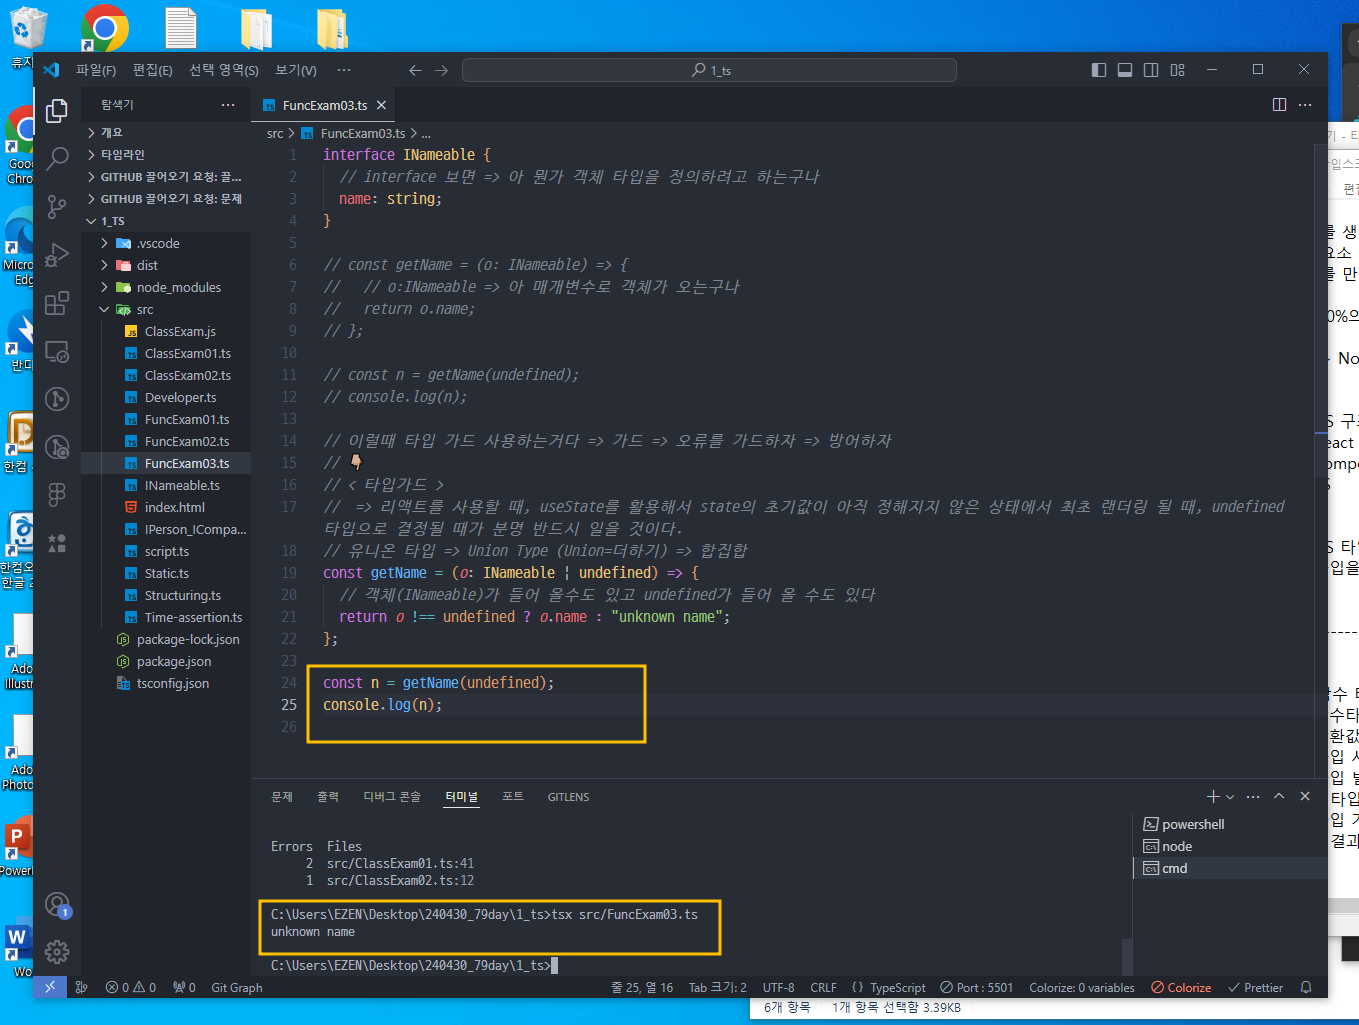 휴지
파일(F) 편집(E) 선택 영역(S) 보기(V) ···
1_ts
탐색기 ···
FuncExam03.ts
개요
타임라인
GITHUB 끌어오기 요청: 끌...
GITHUB 끌어오기 요청: 문제
1_TS
.vscode
dist
node_modules
src
ClassExam.js
ClassExam01.ts
ClassExam02.ts
Developer.ts
FuncExam01.ts
FuncExam02.ts
FuncExam03.ts
INameable.ts
index.html
IPerson_ICompa...
script.ts
Static.ts
Structuring.ts
Time-assertion.ts
package-lock.json
package.json
tsconfig.json
src > FuncExam03.ts > ...
1 interface INameable {
2 // interface 보면 => 아 뭔가 객체 타입을 정의하려고 하는구나
3 name: string;
4 }
5
6 // const getName = (o: INameable) => {
7 //   // o:INameable => 아 매개변수로 객체가 오는구나
8 //   return o.name;
9 // };
10
11 // const n = getName(undefined);
12 // console.log(n);
13
14 // 이럴때 타입 가드 사용하는거다 => 가드 => 오류를 가드하자 => 방어하자
15 // 👇
16 // < 타입가드 >
17 //  => 리액트를 사용할 때, useState를 활용해서 state의 초기값이 아직 정해지지 않은 상태에서 최초 랜더링 될 때, undefined
타입으로 결정될 때가 분명 반드시 일을 것이다.
18 // 유니온 타입 => Union Type (Union=더하기) => 합집합
19 const getName = (o: INameable | undefined) => {
20 // 객체(INameable)가 들어 올수도 있고 undefined가 들어 올 수도 있다
21 return o !== undefined ? o.name : "unknown name";
22 };
23
24 const n = getName(undefined);
25 console.log(n);
26
문제 출력 디버그 콘솔 터미널 포트 GITLENS
Errors  Files
2  src/ClassExam01.ts:41
1  src/ClassExam02.ts:12
C:\Users\EZEN\Desktop\240430_79day\1_ts>tsx src/FuncExam03.ts
unknown name
C:\Users\EZEN\Desktop\240430_79day\1_ts>
powershell
node
cmd
1
0 0 0 Git Graph 줄 25, 열 16 Tab 크기: 2 UTF-8 CRLF {} TypeScript Port : 5501 Colorize: 0 variables Colorize Prettier
6개 항목 1개 항목 선택함 3.39KB
Goo
Chro
Micro
Edg
반디
한컴
한컴오
한글 2
Ado
Illustr
Ado
Photo
PowerP
Wo